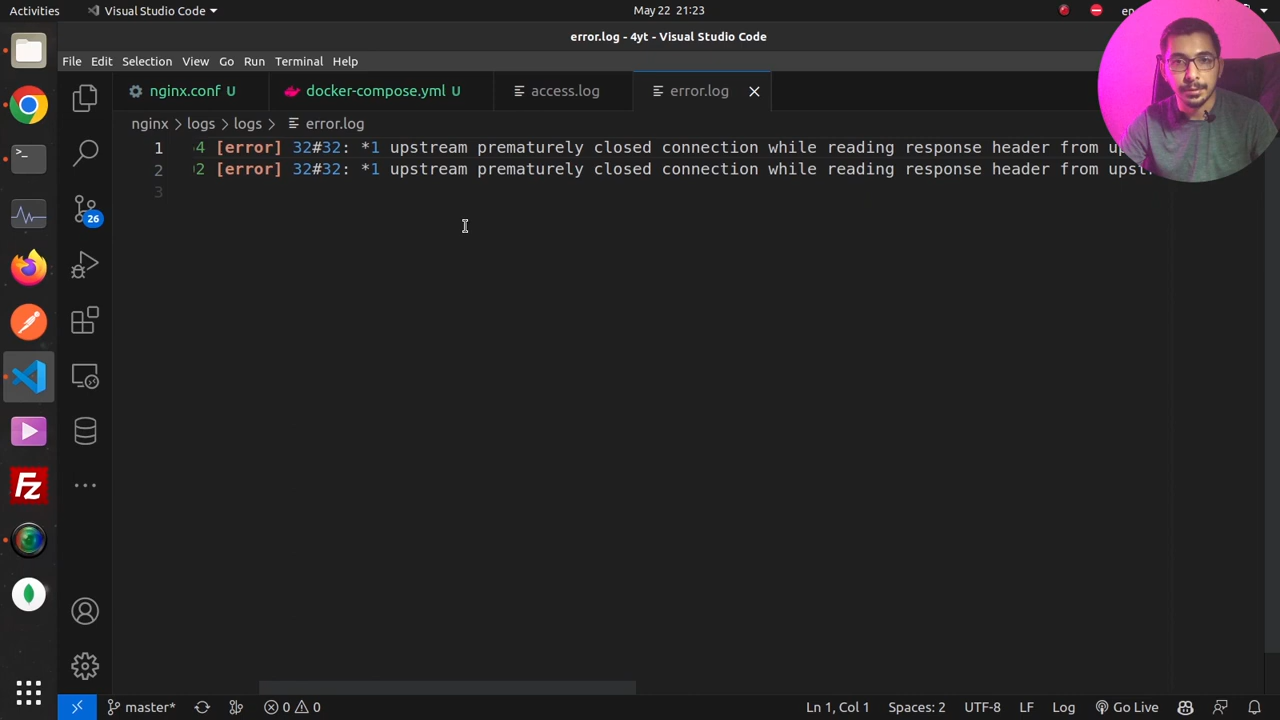 Activities Visual Studio Code May 22 21:23
error.log - 4yt - Visual Studio Code
File Edit Selection View Go Run Terminal Help
nginx.conf U docker-compose.yml U access.log error.log
nginx > logs > logs > error.log
1 4 [error] 32#32: *1 upstream prematurely closed connection while reading response header from
2 2 [error] 32#32: *1 upstream prematurely closed connection while reading response header from
3
26
Fz
master* 0 0 Ln 1, Col 1 Spaces: 2 UTF-8 LF Log Go Live